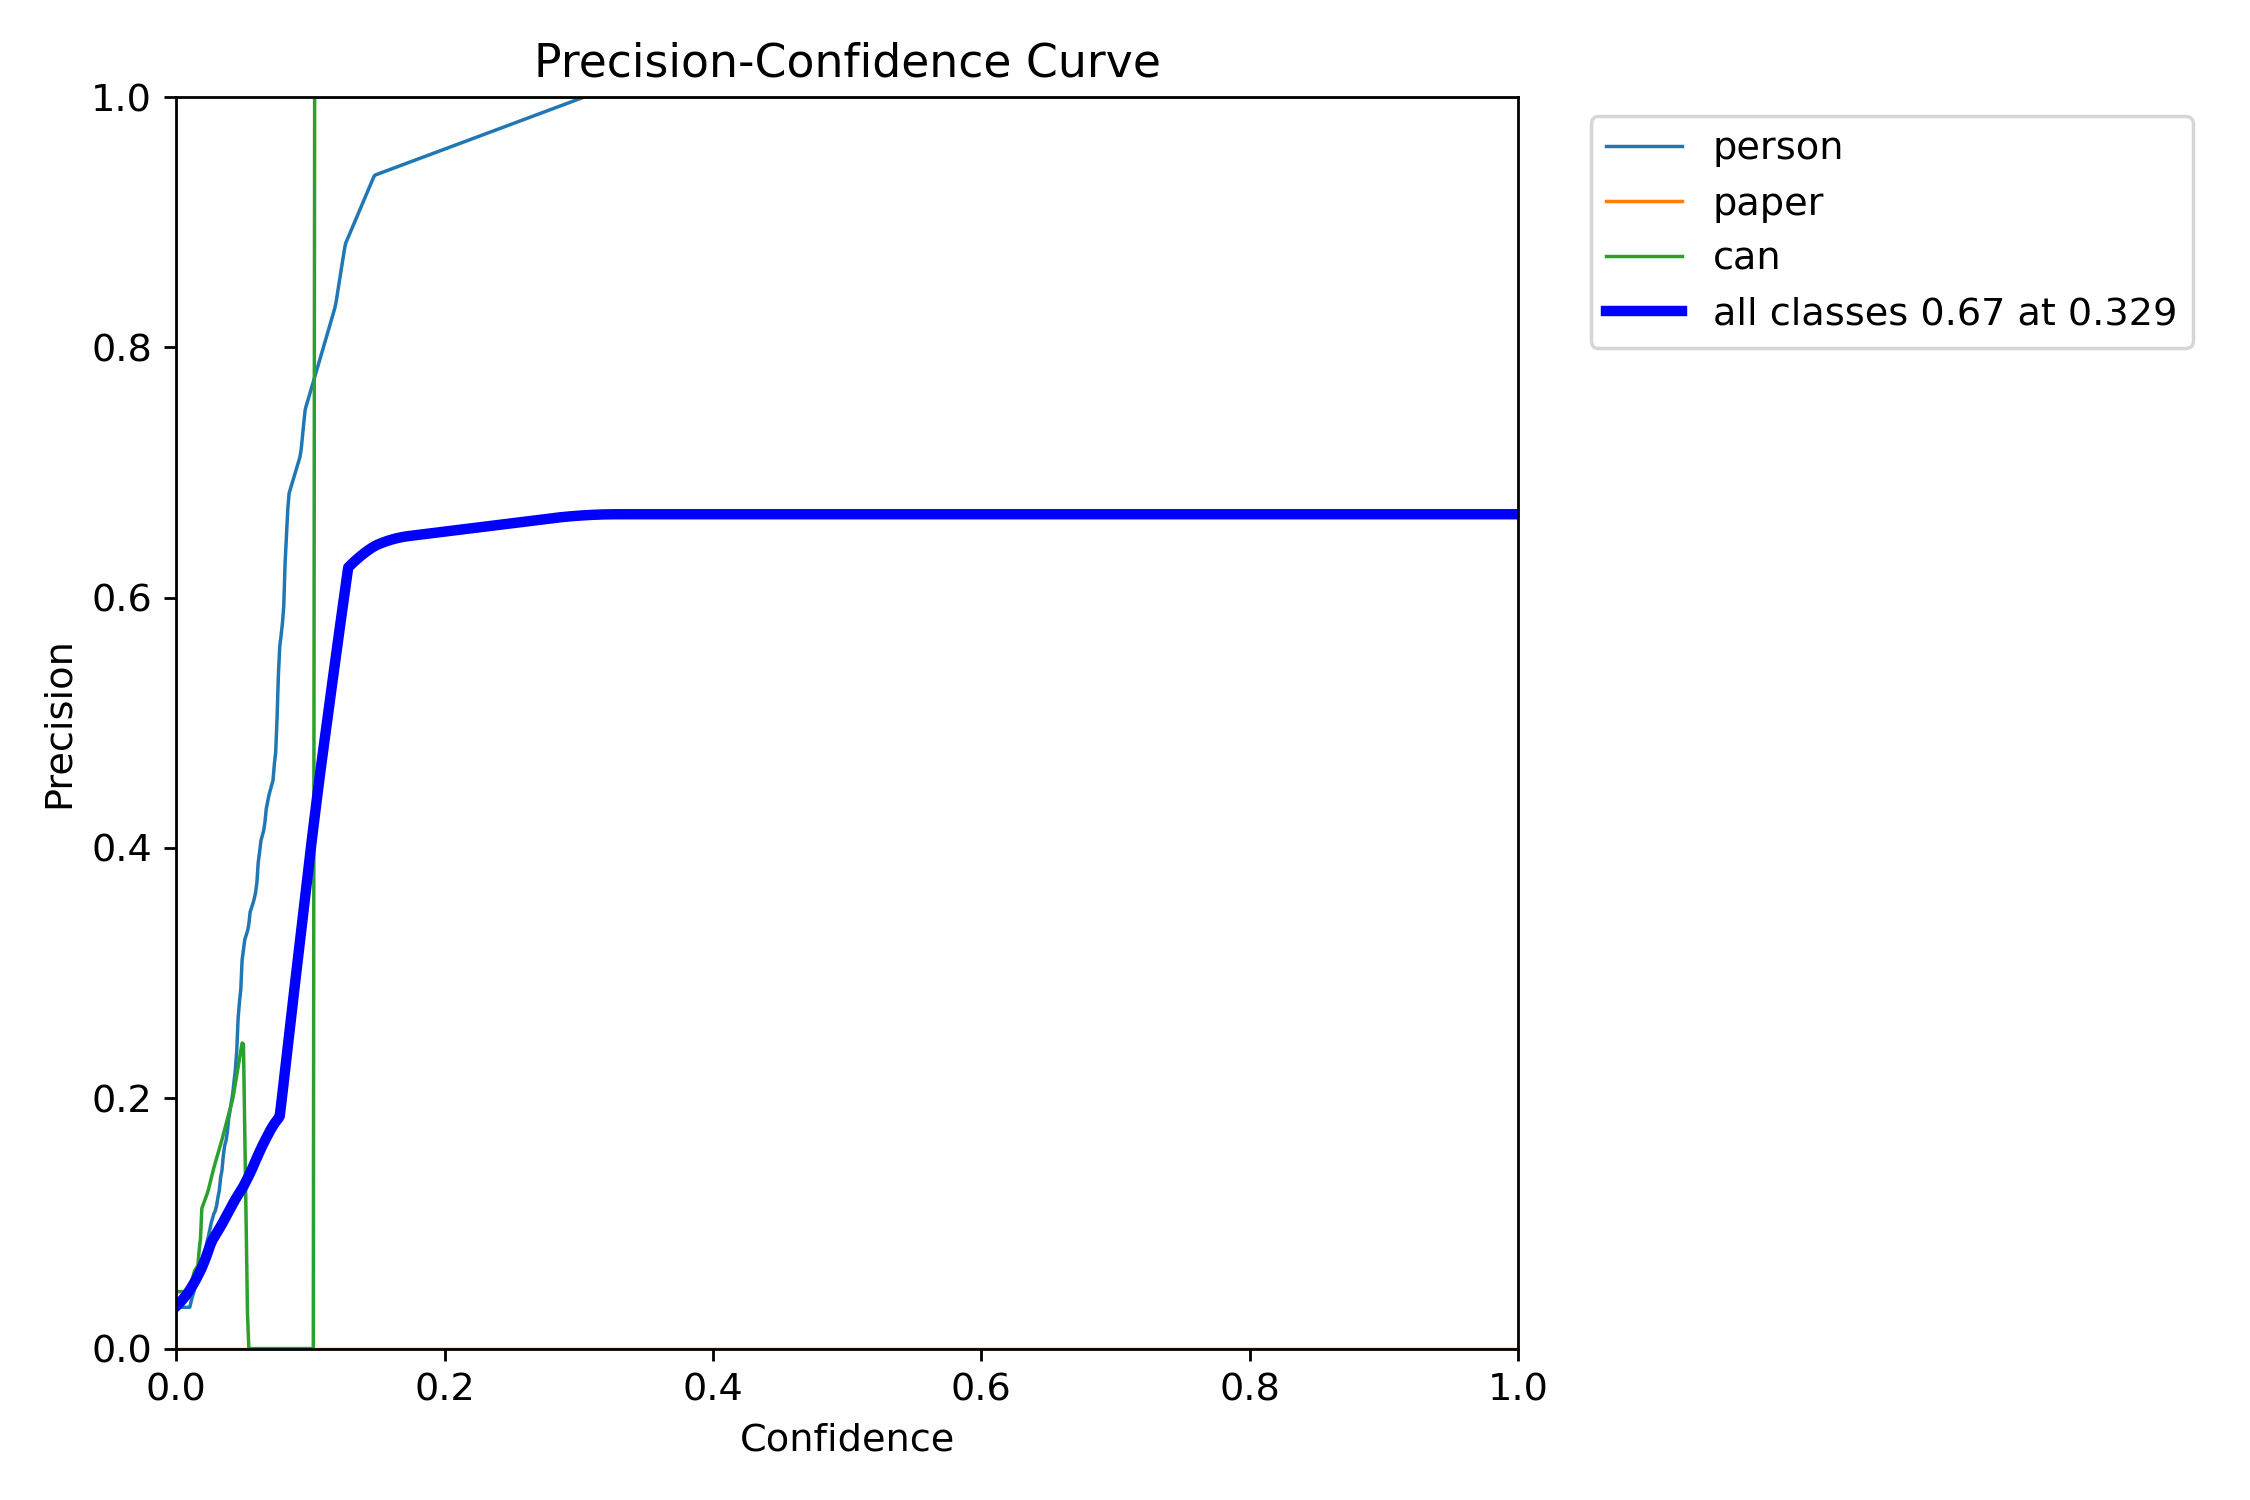 Precision-Confidence Curve
1.0
0.8
0.6
0.4
0.2
0.0
Precision
0.0 0.2 0.4 0.6 0.8 1.0
Confidence
person
paper
can
all classes 0.67 at 0.329